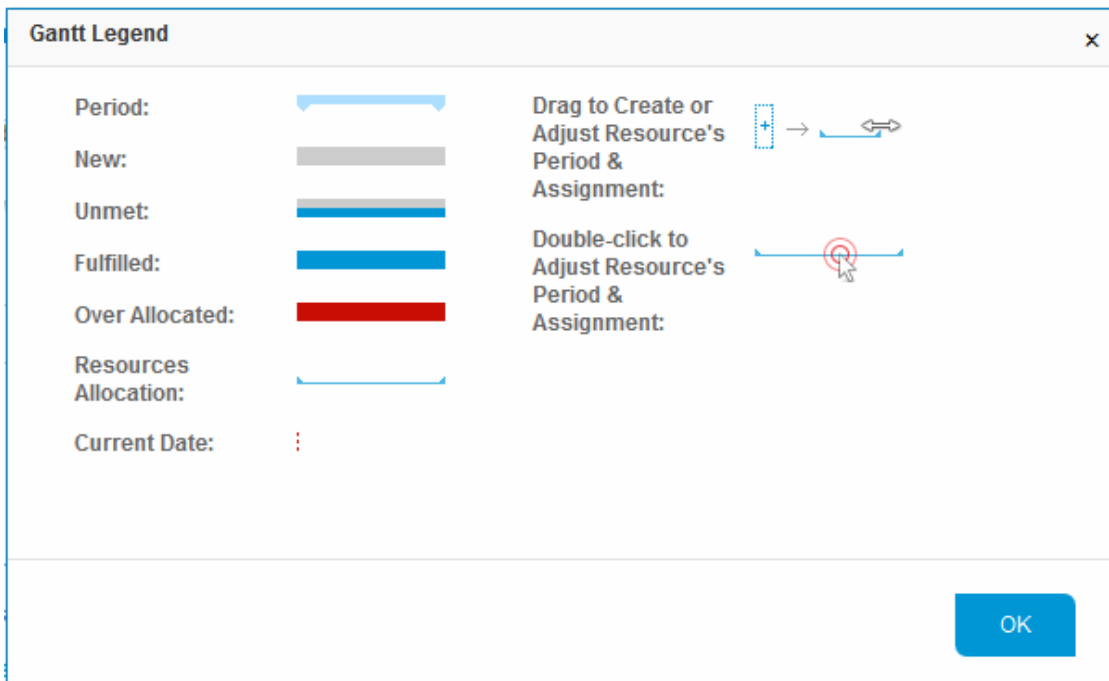 Gantt Legend
×
Period:
New:
Unmet:
Fulfilled:
Over Allocated:
Resources
Allocation:
Current Date:
Drag to Create or
Adjust Resource's
Period &
Assignment:
Double-click to
Adjust Resource's
Period &
Assignment:
OK